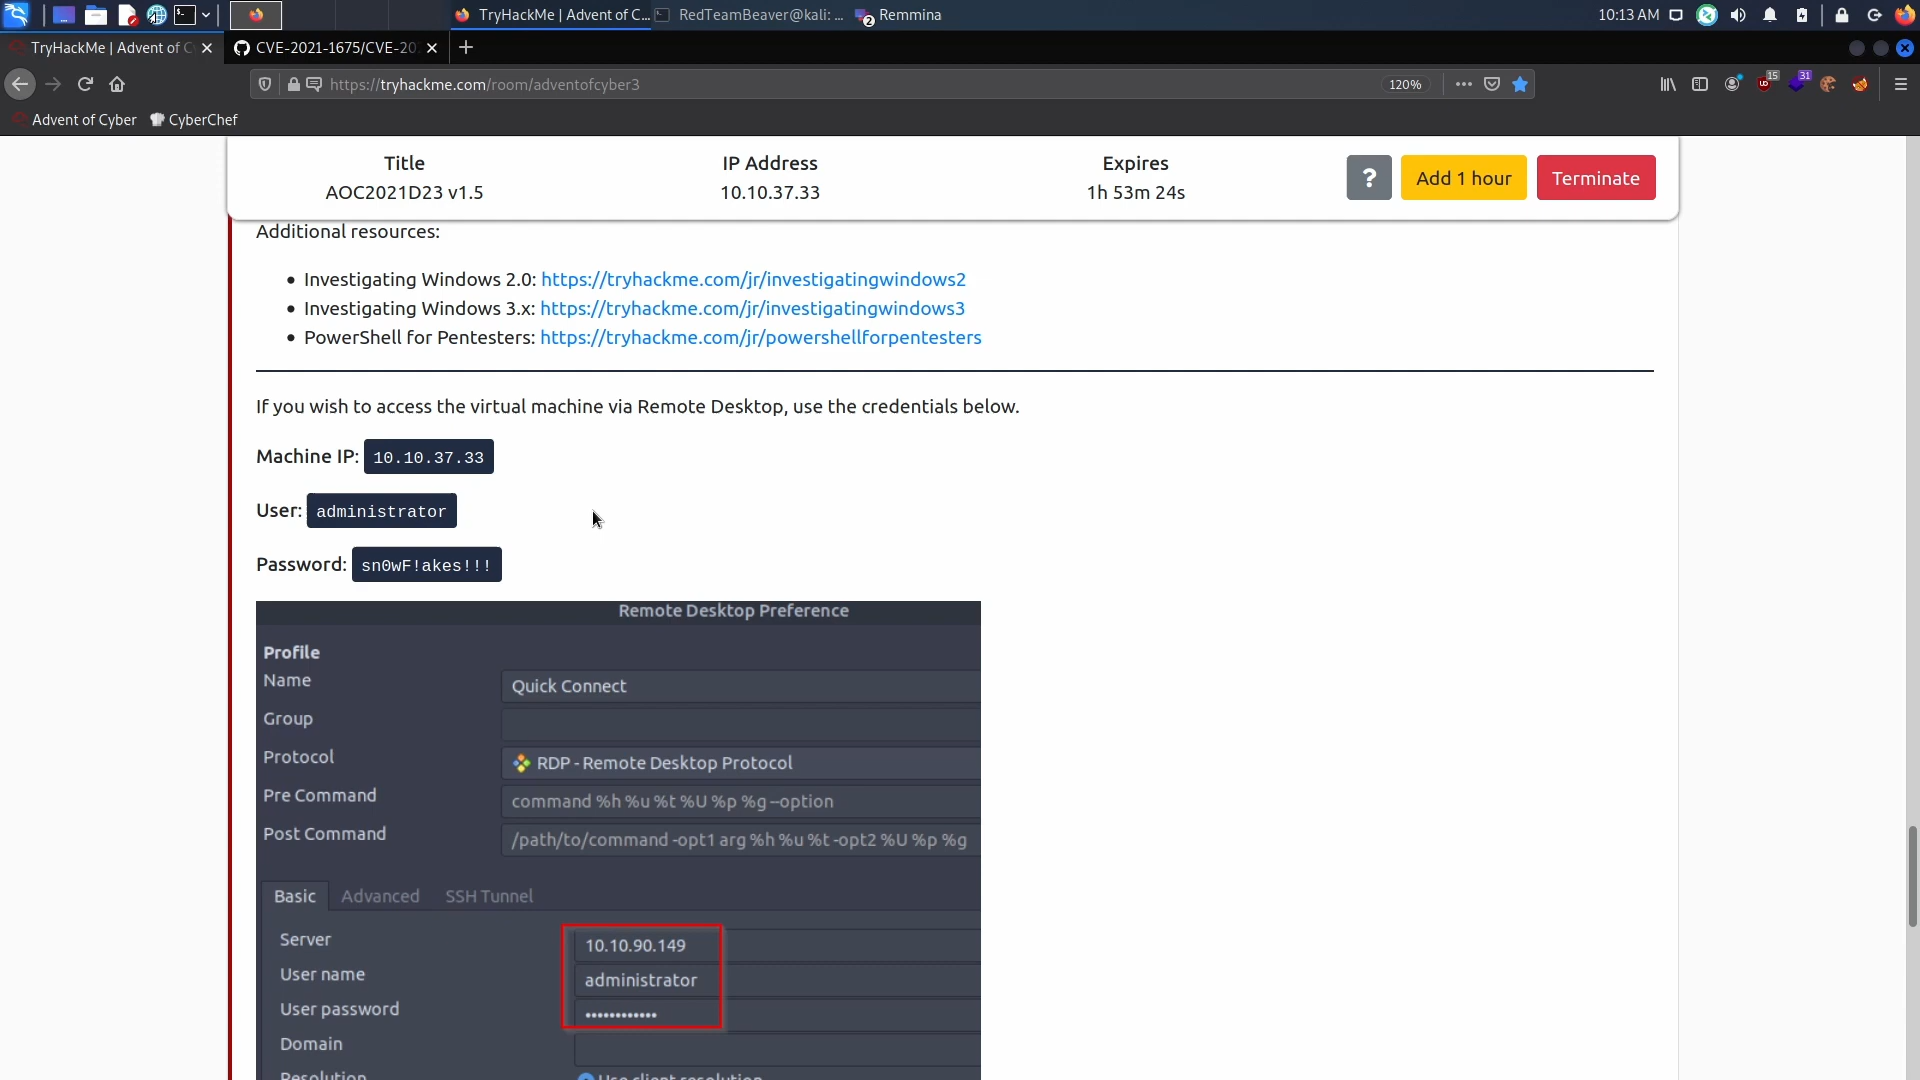 TryHackMe | Advent of C...
RedTeamBeaver@kali: ...
2
Remmina
10:13 AM
TryHackMe | Advent of C
CVE-2021-1675/CVE-20
https://tryhackme.com/room/adventofcyber3
120%
15
31
Advent of Cyber
CyberChef
Title
IP Address
Expires
AOC2021D23 v1.5
10.10.37.33
1h 53m 24s
?
Add 1 hour
Terminate
Additional resources:
Investigating Windows 2.0: https://tryhackme.com/jr/investigatingwindows2
Investigating Windows 3.x: https://tryhackme.com/jr/investigatingwindows3
PowerShell for Pentesters: https://tryhackme.com/jr/powershellforpentesters
If you wish to access the virtual machine via Remote Desktop, use the credentials below.
Machine IP: 10.10.37.33
User: administrator
Password: sn0wF!akes!!!
Remote Desktop Preference
Profile
Name
Quick Connect
Group
Protocol
RDP - Remote Desktop Protocol
Pre Command
command %h %u %t %U %p %g --option
Post Command
/path/to/command -opt1 arg %h %u %t -opt2 %U %p %g
Basic
Advanced
SSH Tunnel
Server
10.10.90.149
User name
administrator
User password
••••••••••••
Domain
Resolution
Use client resolution